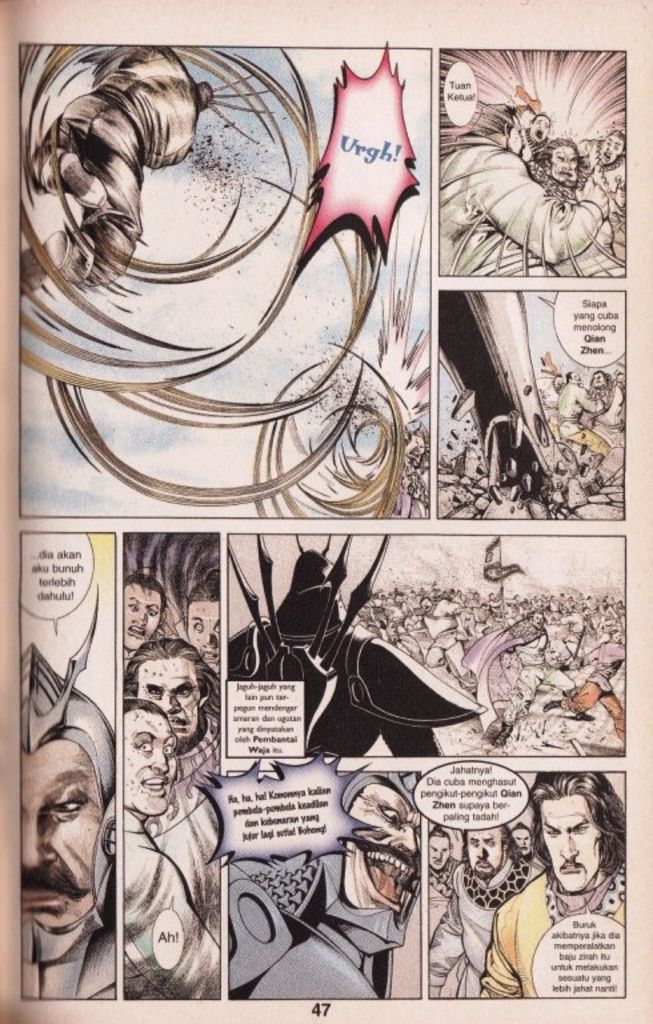 Urgh!
Tuan
Ketua!
Siapa
yang cuba
menolong
Qian
Zhen...
...dia akan
aku bunuh
terlebih
dahulu!
Ah!
Jaguh-jaguh yang
lain pun ter-
pegun mendengar
amaran dan ugutan
yang dinyatakan
oleh Pembantai
Waja itu.
Ha, ha, ha! Kononnya kalian
pembela-pembela keadilan
dan kebenaran yang
jujur lagi setia! Bohong!
Jahatnya!
Dia cuba menghasut
pengikut-pengikut Qian
Zhen supaya ber-
paling tadah!
Buruk
akibatnya jika dia
memperalatkan
baju zirah itu
untuk melakukan
sesuatu yang
lebih jahat nanti!
47